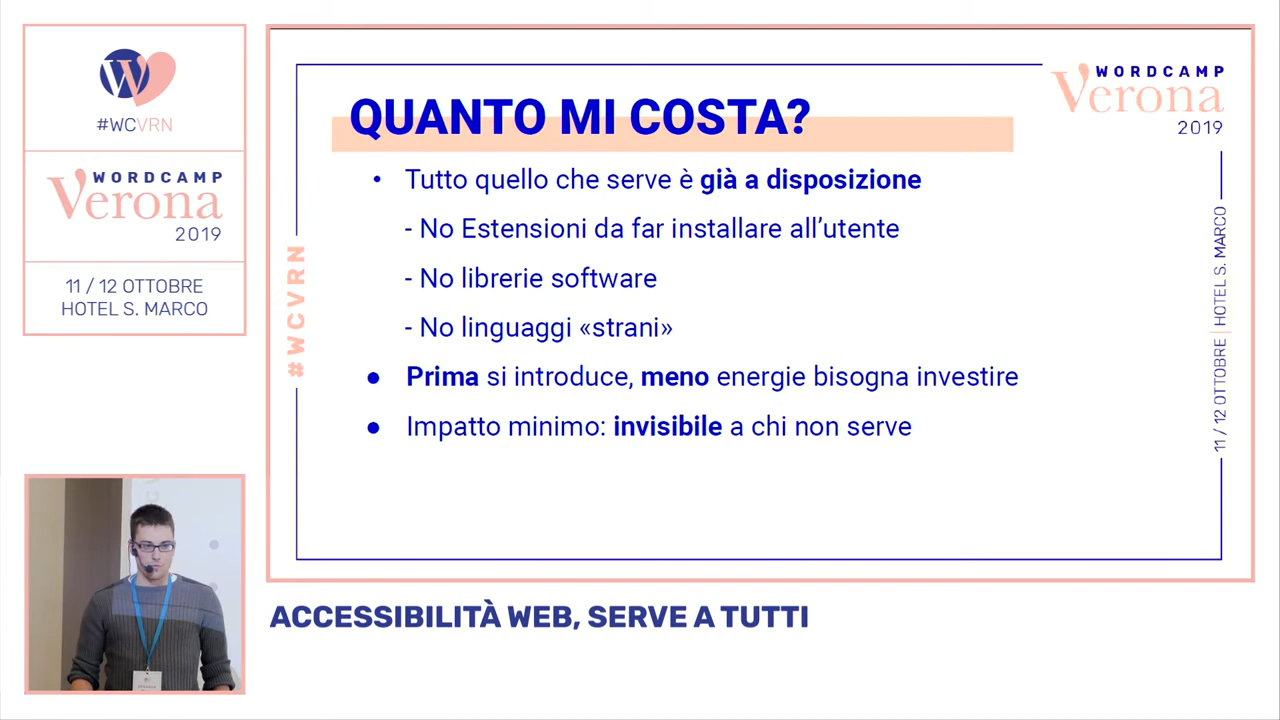 #WCVRN
WORDCAMP
Verona
2019
11 / 12 OTTOBRE
HOTEL S. MARCO
#WCVRN
QUANTO MI COSTA?
• Tutto quello che serve è già a disposizione
- No Estensioni da far installare all’utente
- No librerie software
- No linguaggi «strani»
● Prima si introduce, meno energie bisogna investire
● Impatto minimo: invisibile a chi non serve
WORDCAMP
Verona
2019
11 / 12 OTTOBRE | HOTEL S. MARCO
ACCESSIBILITÀ WEB, SERVE A TUTTI